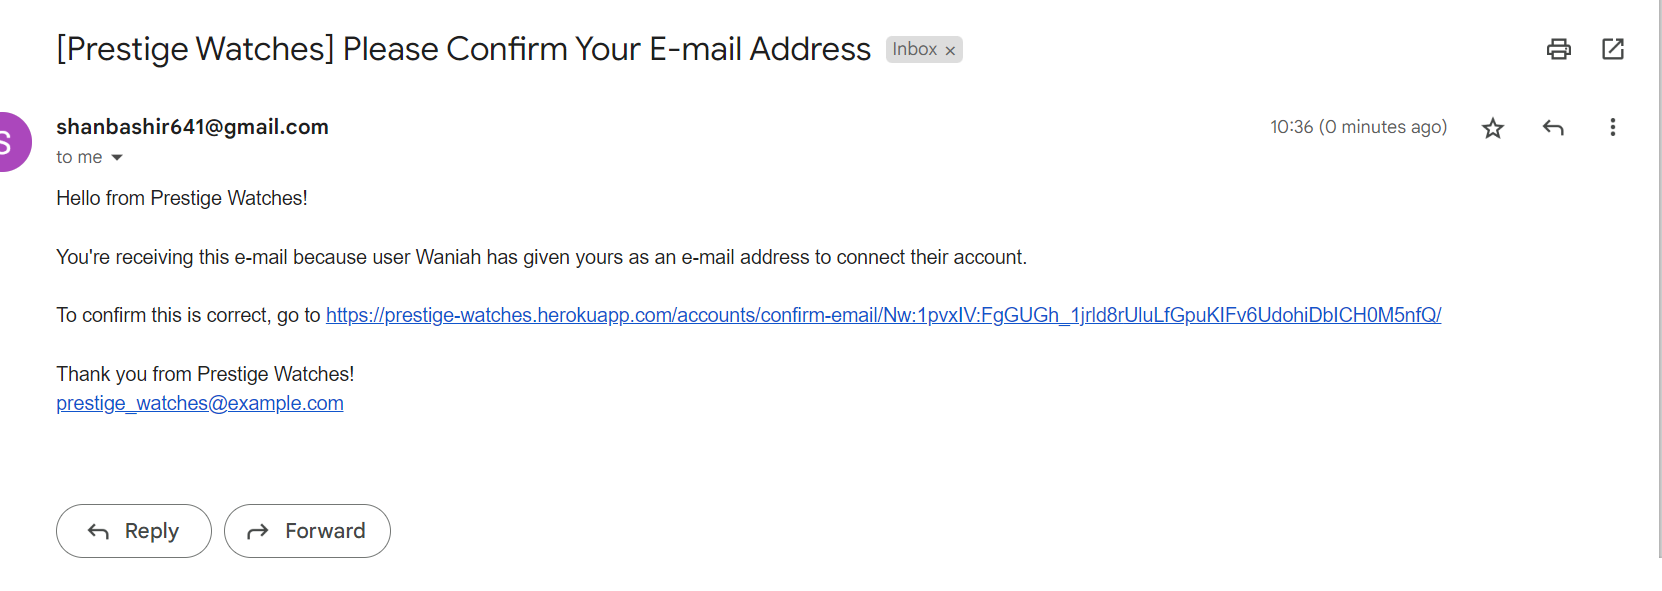 [Prestige Watches] Please Confirm Your E-mail Address Inbox ×
S
shanbashir641@gmail.com 10:36 (0 minutes ago)
to me
Hello from Prestige Watches!
You're receiving this e-mail because user Waniah has given yours as an e-mail address to connect their account.
To confirm this is correct, go to https://prestige-watches.herokuapp.com/accounts/confirm-email/Nw:1pvxIV:FgGUGh_1jrld8rUluLfGpuKIFv6UdohiDbICH0M5nfQ/
Thank you from Prestige Watches!
prestige_watches@example.com
Reply Forward